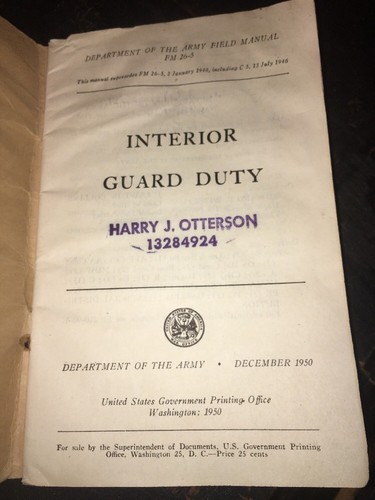 DEPARTMENT OF THE ARMY FIELD MANUAL
FM 26-5
This manual supersedes FM 26-5, 2 January 1946, including C 1, 11 July 1946
INTERIOR
GUARD DUTY
HARRY J. OTTERSON
13284924
DEPARTMENT OF THE ARMY • DECEMBER 1950
United States Government Printing Office
Washington: 1950
For sale by the Superintendent of Documents, U.S. Government Printing
Office, Washington 25, D. C.—Price 25 cents